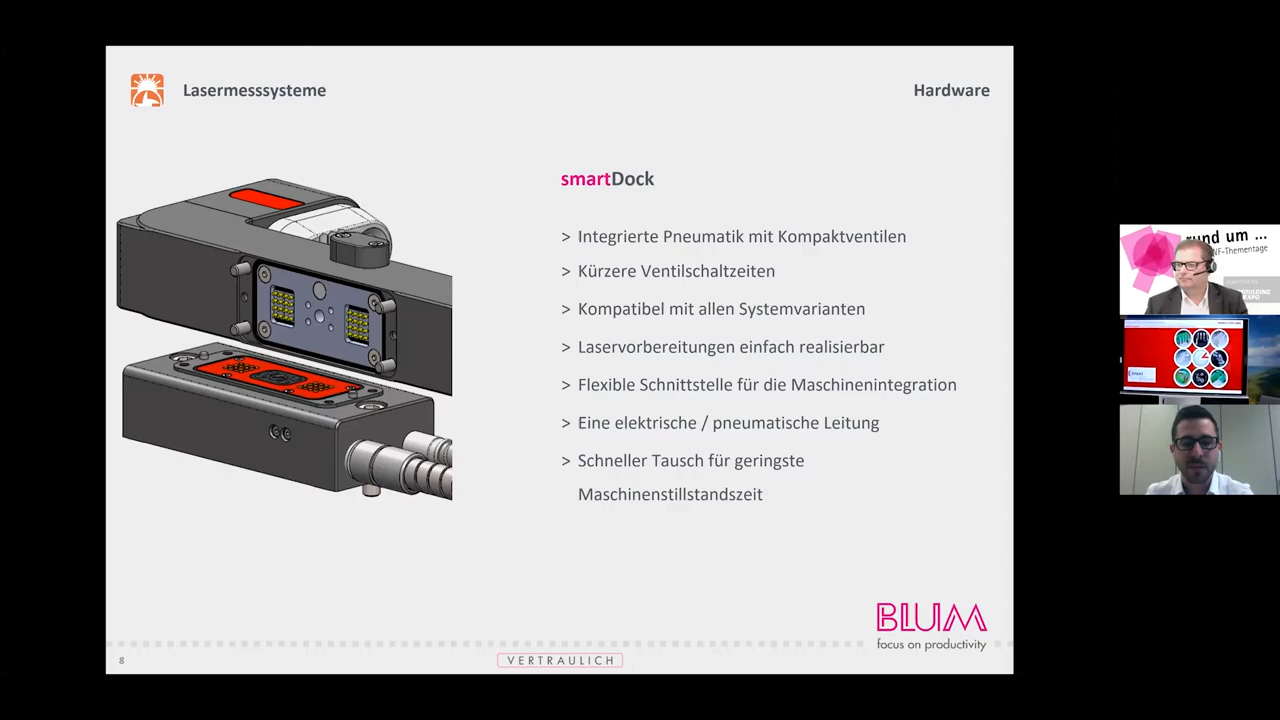 Lasermesssysteme
Hardware
smartDock
> Integrierte Pneumatik mit Kompaktventilen
> Kürzere Ventilschaltzeiten
> Kompatibel mit allen Systemvarianten
> Laservorbereitungen einfach realisierbar
> Flexible Schnittstelle für die Maschinenintegration
> Eine elektrische / pneumatische Leitung
> Schneller Tausch für geringste
Maschinenstillstandszeit
BLUM
focus on productivity
8
VERTRAULICH
rund um ...
NF-Thementage